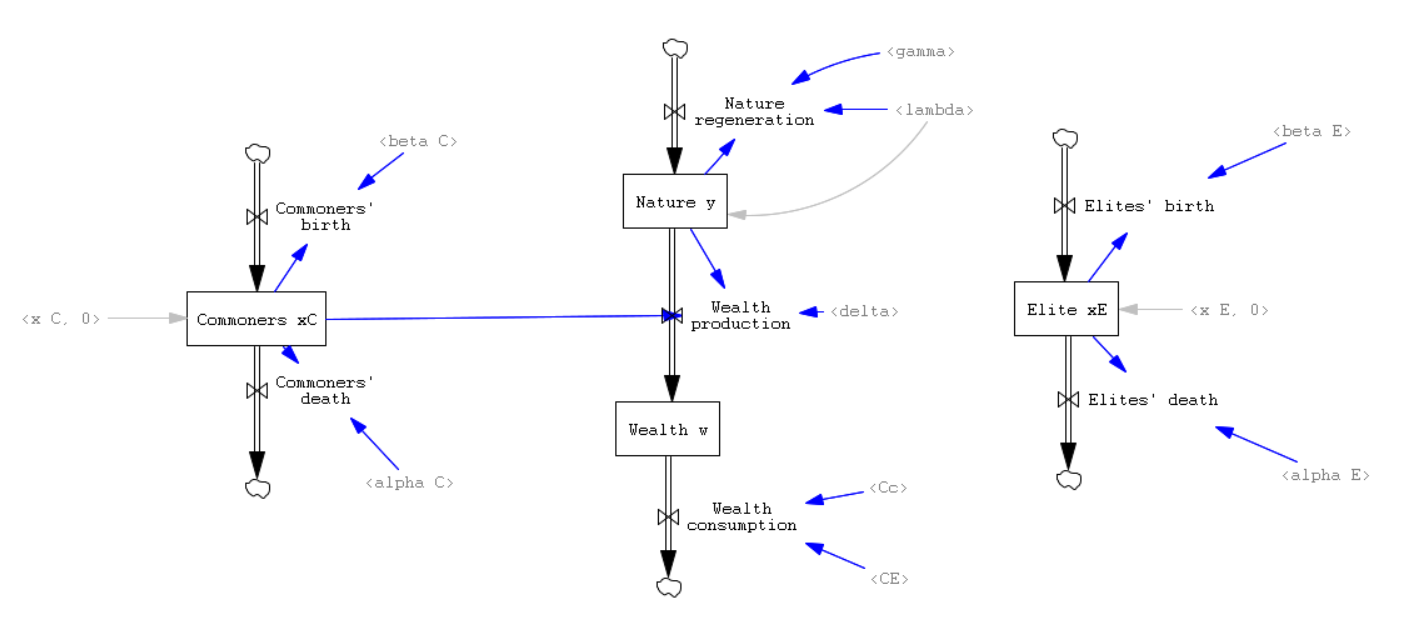 <gamma>
Nature
regeneration
<lambda>
<beta C>
<beta E>
Commoners'
birth
Nature y
Elites' birth
<x C, 0>
Commoners xC
Wealth
production
<delta>
Elite xE
<x E, 0>
Commoners'
death
Elites' death
Wealth w
<alpha C>
<alpha E>
<Cc>
Wealth
consumption
<CE>